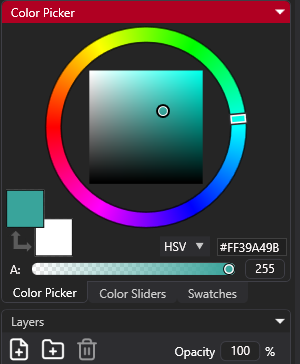 Color Picker
HSV #FF39A49B
A: 255
Color Picker Color Sliders Swatches
Layers
Opacity 100 %